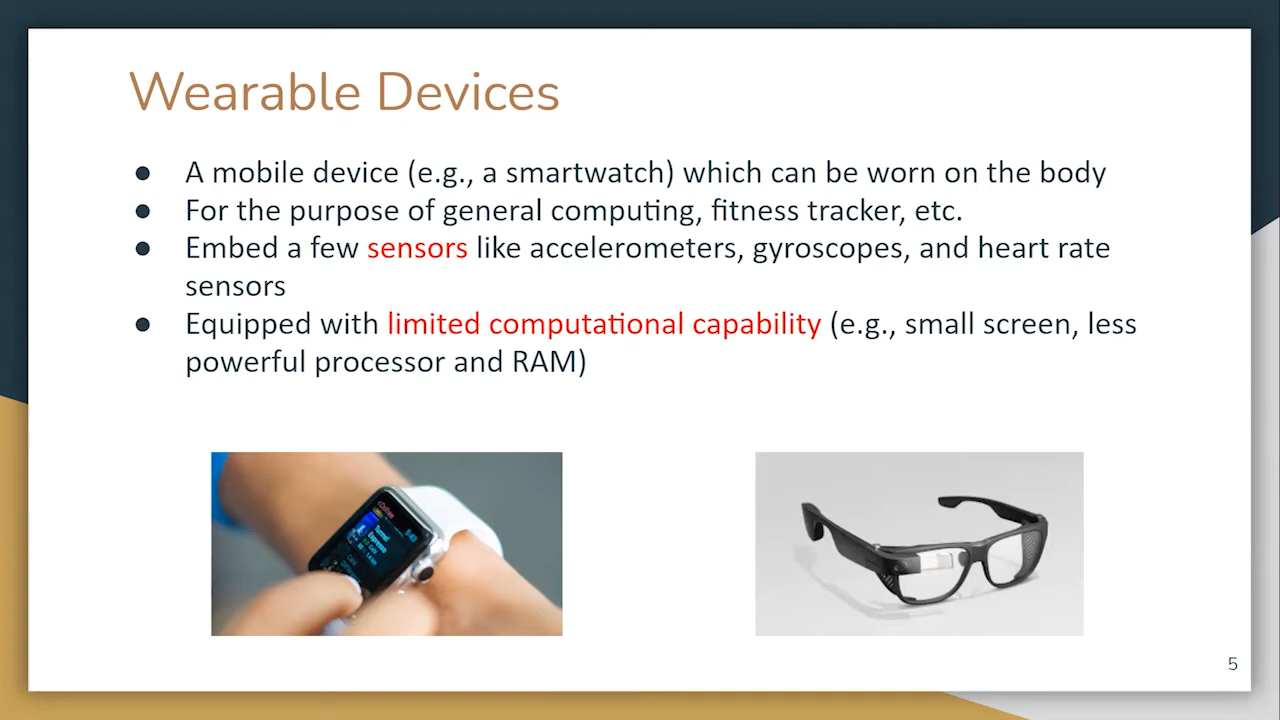 Wearable Devices
● A mobile device (e.g., a smartwatch) which can be worn on the body
● For the purpose of general computing, fitness tracker, etc.
● Embed a few sensors like accelerometers, gyroscopes, and heart rate
sensors
● Equipped with limited computational capability (e.g., small screen, less
powerful processor and RAM)
Tunnel
Espresso
5